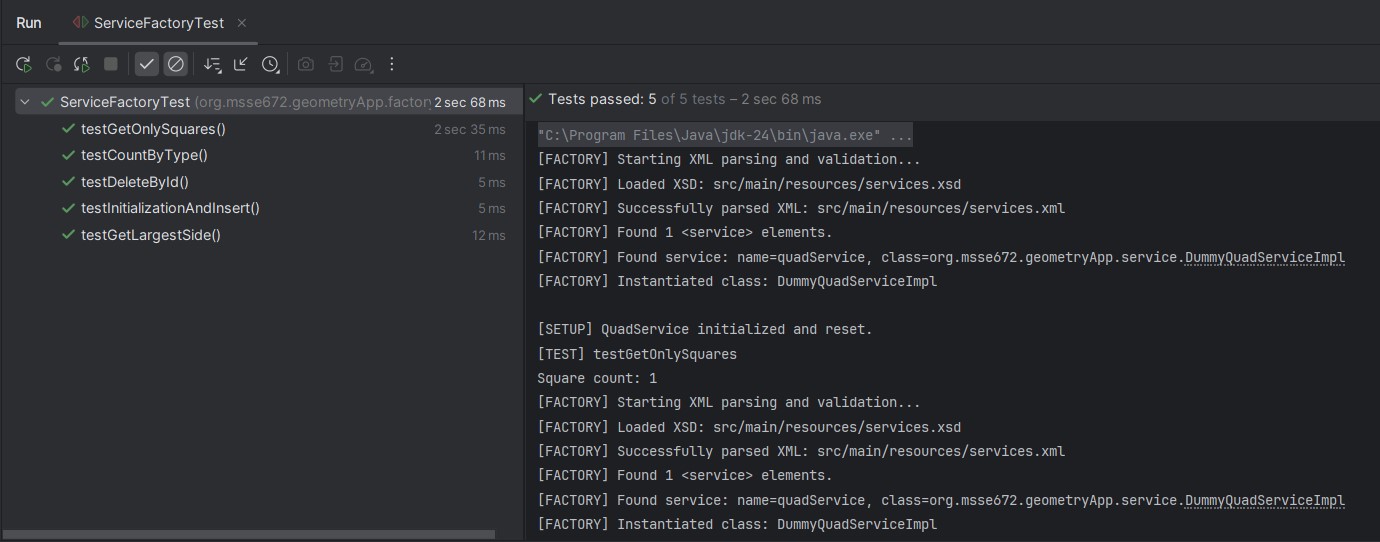 Run ServiceFactoryTest ×
ServiceFactoryTest (org.msse672.geometryApp.factory 2 sec 68 ms
testGetOnlySquares() 2 sec 35 ms
testCountByType() 11 ms
testDeleteById() 5 ms
testInitializationAndInsert() 5 ms
testGetLargestSide() 12 ms
Tests passed: 5 of 5 tests – 2 sec 68 ms
"C:\Program Files\Java\jdk-24\bin\java.exe" ...
[FACTORY] Starting XML parsing and validation...
[FACTORY] Loaded XSD: src/main/resources/services.xsd
[FACTORY] Successfully parsed XML: src/main/resources/services.xml
[FACTORY] Found 1 <service> elements.
[FACTORY] Found service: name=quadService, class=org.msse672.geometryApp.service.DummyQuadServiceImpl
[FACTORY] Instantiated class: DummyQuadServiceImpl
[SETUP] QuadService initialized and reset.
[TEST] testGetOnlySquares
Square count: 1
[FACTORY] Starting XML parsing and validation...
[FACTORY] Loaded XSD: src/main/resources/services.xsd
[FACTORY] Successfully parsed XML: src/main/resources/services.xml
[FACTORY] Found 1 <service> elements.
[FACTORY] Found service: name=quadService, class=org.msse672.geometryApp.service.DummyQuadServiceImpl
[FACTORY] Instantiated class: DummyQuadServiceImpl